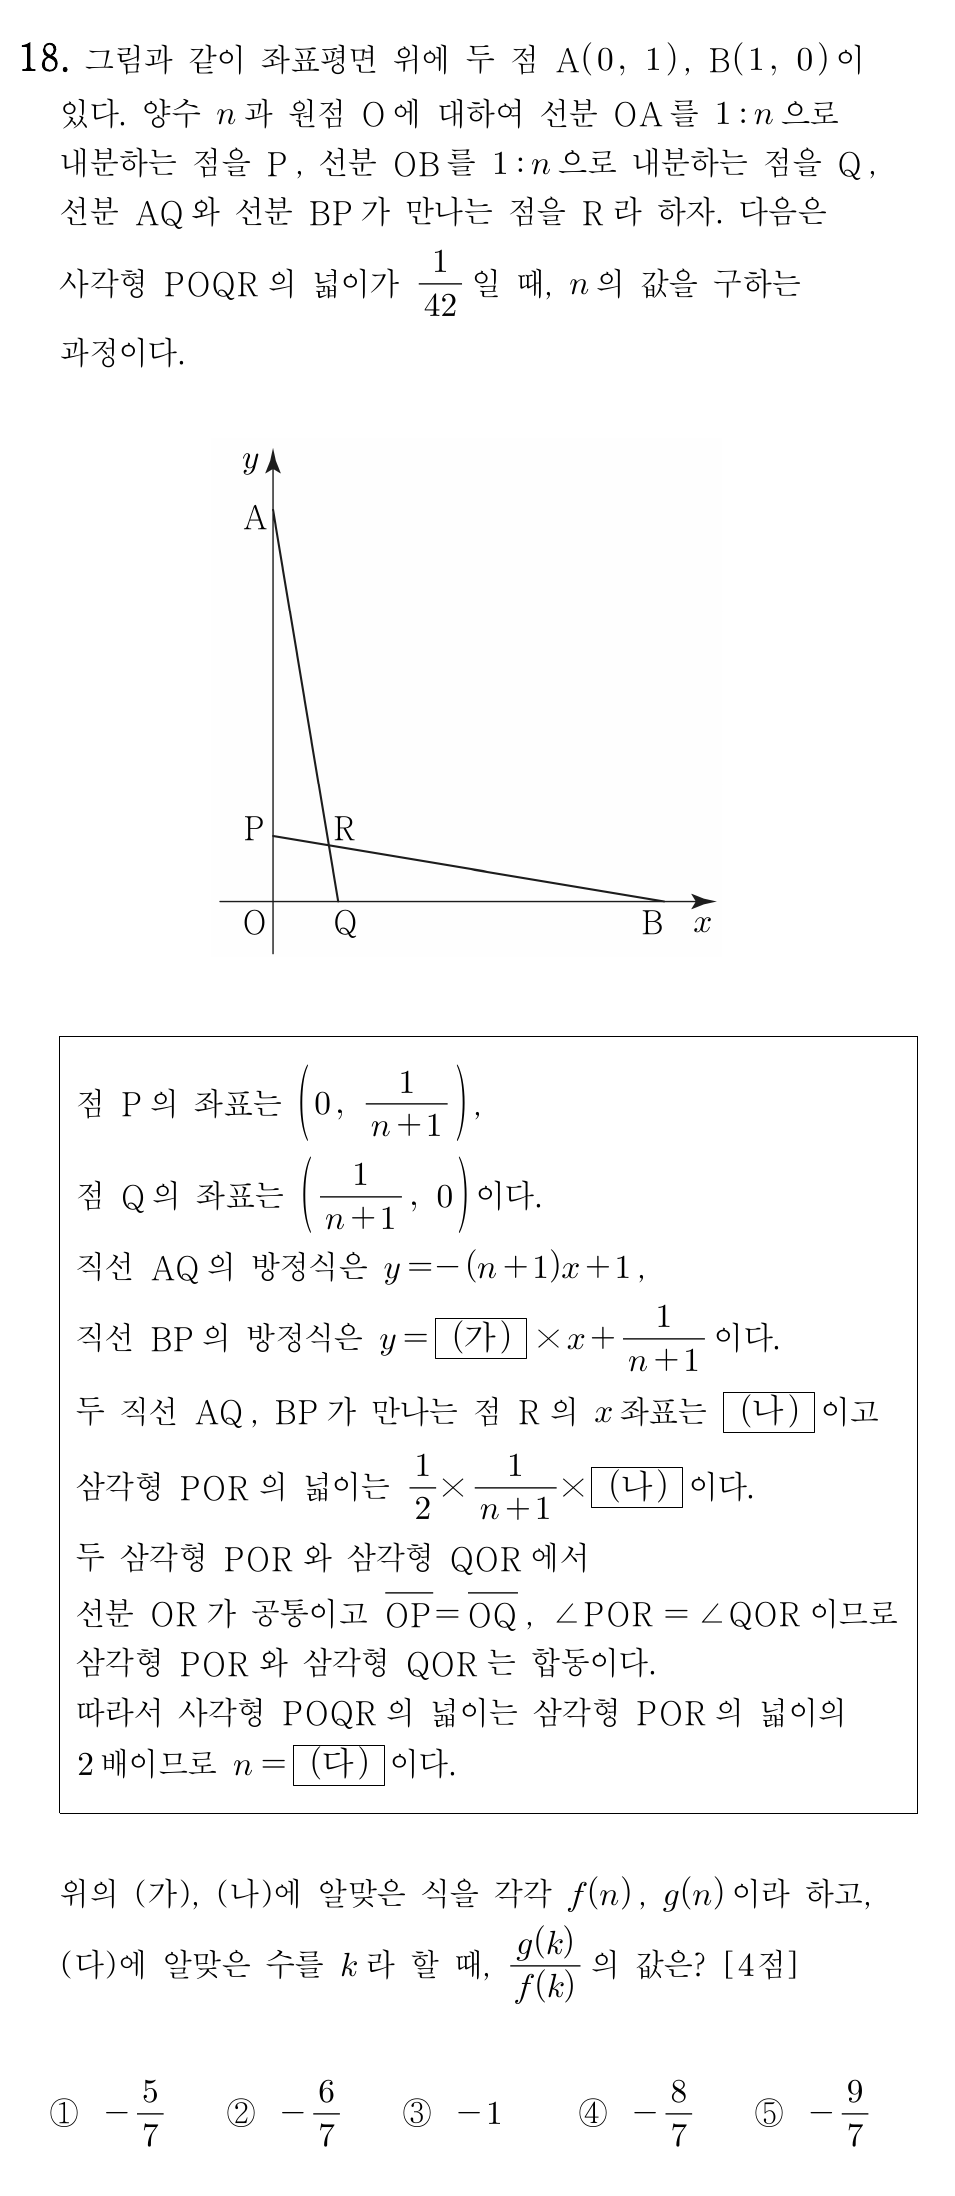 18. 그림과 같이 좌표평면 위에 두 점 A(0, 1), B(1, 0)이
있다. 양수 n과 원점 O에 대하여 선분 OA를 1 : n으로
내분하는 점을 P, 선분 OB를 1 : n으로 내분하는 점을 Q,
선분 AQ와 선분 BP가 만나는 점을 R라 하자. 다음은
사각형 POQR의 넓이가 1/42일 때, n의 값을 구하는
과정이다.
y
A
P R
O Q B x
점 P의 좌표는 (0, 1/(n+1)),
점 Q의 좌표는 (1/(n+1), 0)이다.
직선 AQ의 방정식은 y=-(n+1)x+1,
직선 BP의 방정식은 y= (가) ×x+1/(n+1)이다.
두 직선 AQ, BP가 만나는 점 R의 x좌표는 (나) 이고
삼각형 POR의 넓이는 1/2×1/(n+1)× (나) 이다.
두 삼각형 POR와 삼각형 QOR에서
선분 OR가 공통이고 OP=OQ, ∠POR=∠QOR이므로
삼각형 POR와 삼각형 QOR는 합동이다.
따라서 사각형 POQR의 넓이는 삼각형 POR의 넓이의
2배이므로 n= (다) 이다.
위의 (가), (나)에 알맞은 식을 각각 f(n), g(n)이라 하고,
(다)에 알맞은 수를 k라 할 때, g(k)/f(k)의 값은? [4점]
① -5/7 ② -6/7 ③ -1 ④ -8/7 ⑤ -9/7